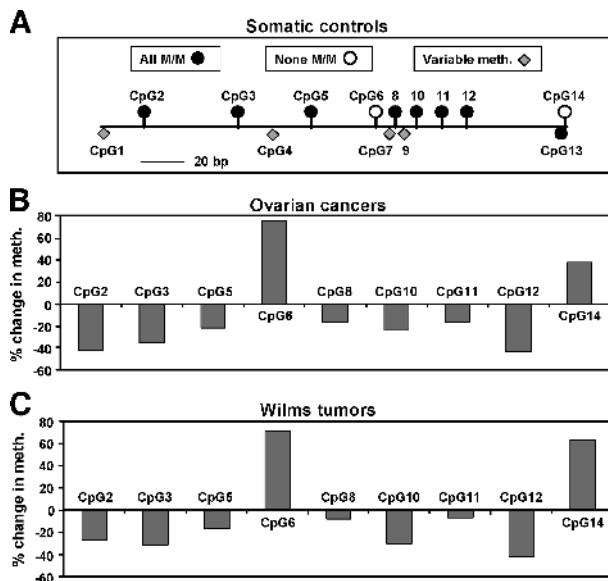 A
Somatic controls
All M/M
None M/M
Variable meth.
CpG2 CpG3 CpG5 CpG6 8 10 11 12 CpG14
CpG1 CpG4 CpG7 9 CpG13
20 bp
B
Ovarian cancers
% change in meth.
80
60
40
20
0
-20
-40
-60
CpG2 CpG3 CpG5 CpG6 CpG8 CpG10 CpG11 CpG12 CpG14
C
Wilms tumors
% change in meth.
80
60
40
20
0
-20
-40
-60
CpG2 CpG3 CpG5 CpG6 CpG8 CpG10 CpG11 CpG12 CpG14